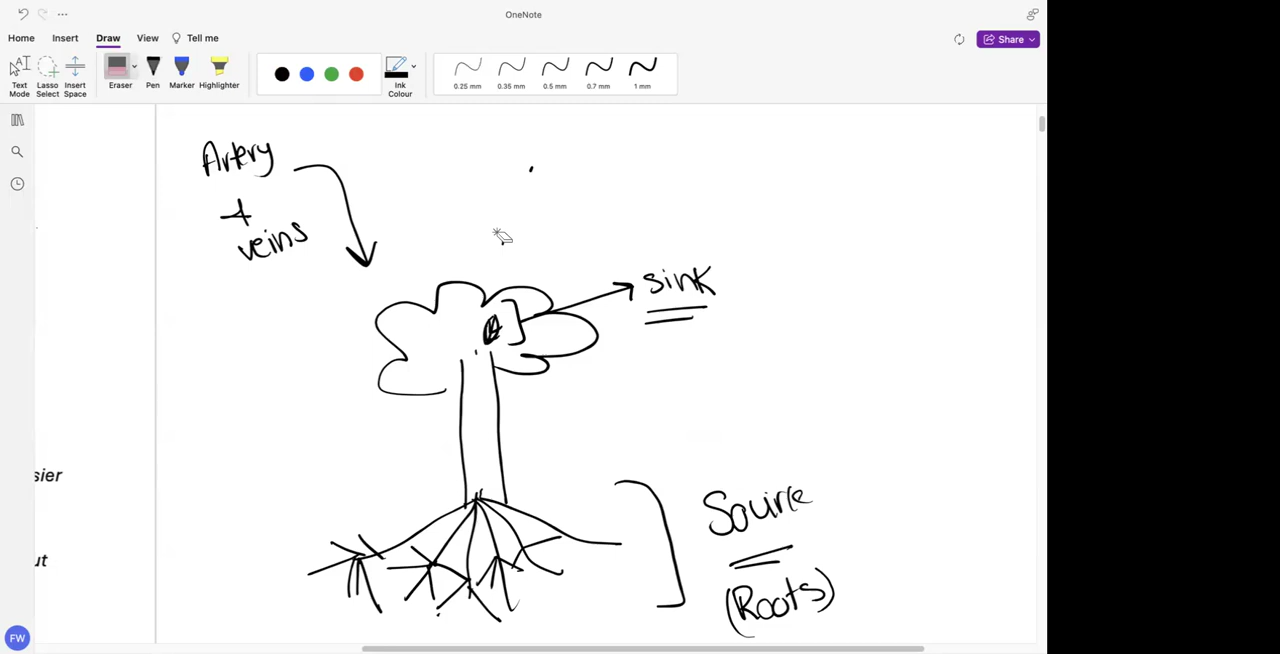 OneNote
Home Insert Draw View Tell me
Share
Text Mode
Lasso Select
Insert Space
Eraser
Pen
Marker
Highlighter
Ink Colour
0.25 mm
0.35 mm
0.5 mm
0.7 mm
1 mm
Artery
+
veins
sink
sier
Source
ut
(Roots)
FW